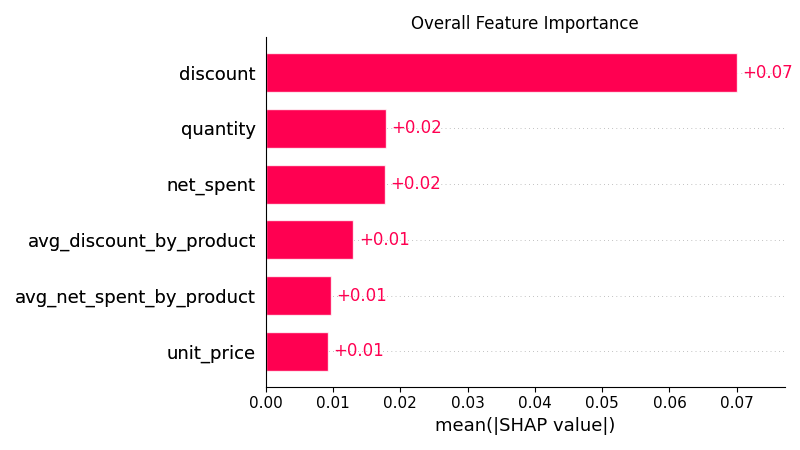 Overall Feature Importance
discount +0.07
quantity +0.02
net_spent +0.02
avg_discount_by_product +0.01
avg_net_spent_by_product +0.01
unit_price +0.01
0.00 0.01 0.02 0.03 0.04 0.05 0.06 0.07
mean(|SHAP value|)